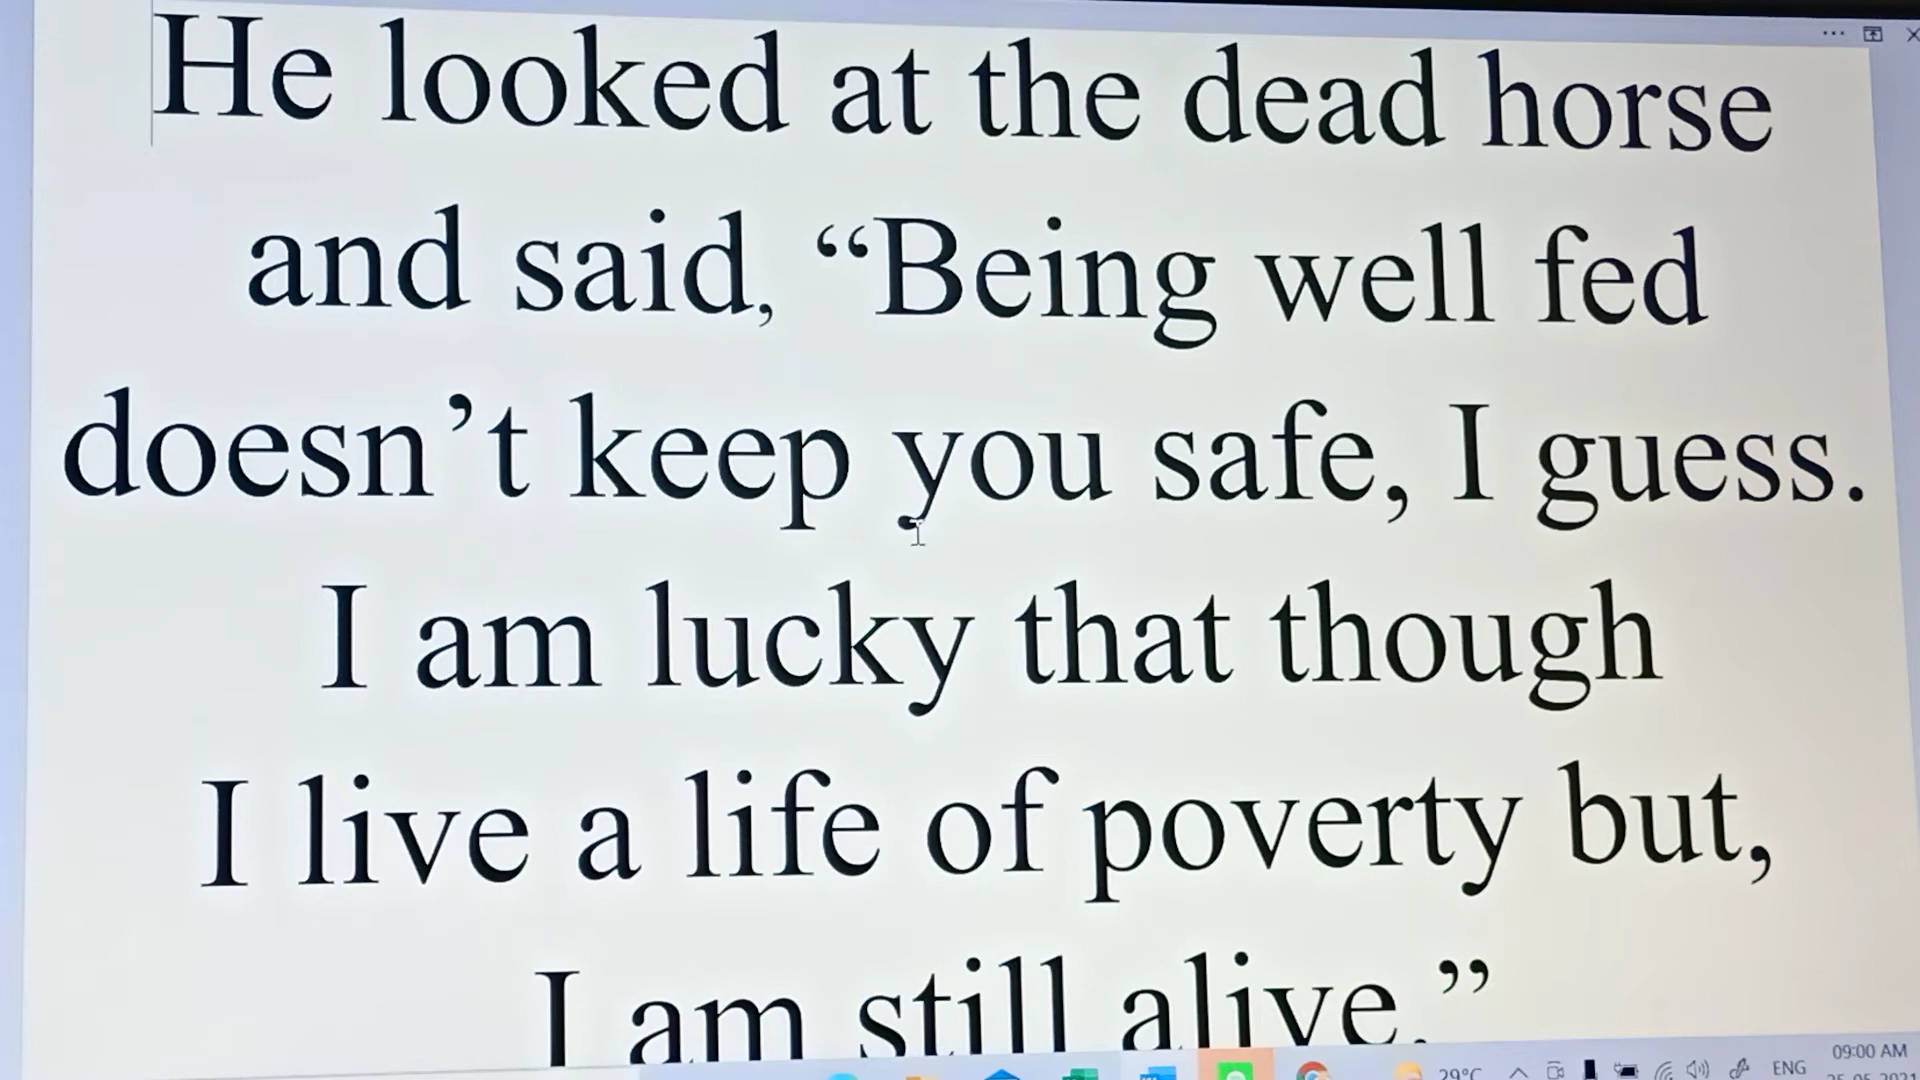 He looked at the dead horse
and said, “Being well fed
doesn’t keep you safe, I guess.
I am lucky that though
I live a life of poverty but,
I am still alive.”
29°C ENG 09:00 AM